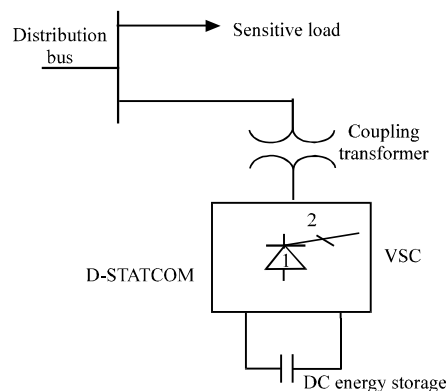 Distribution
bus
Sensitive load
Coupling
transformer
2
1
D-STATCOM
VSC
DC energy storage